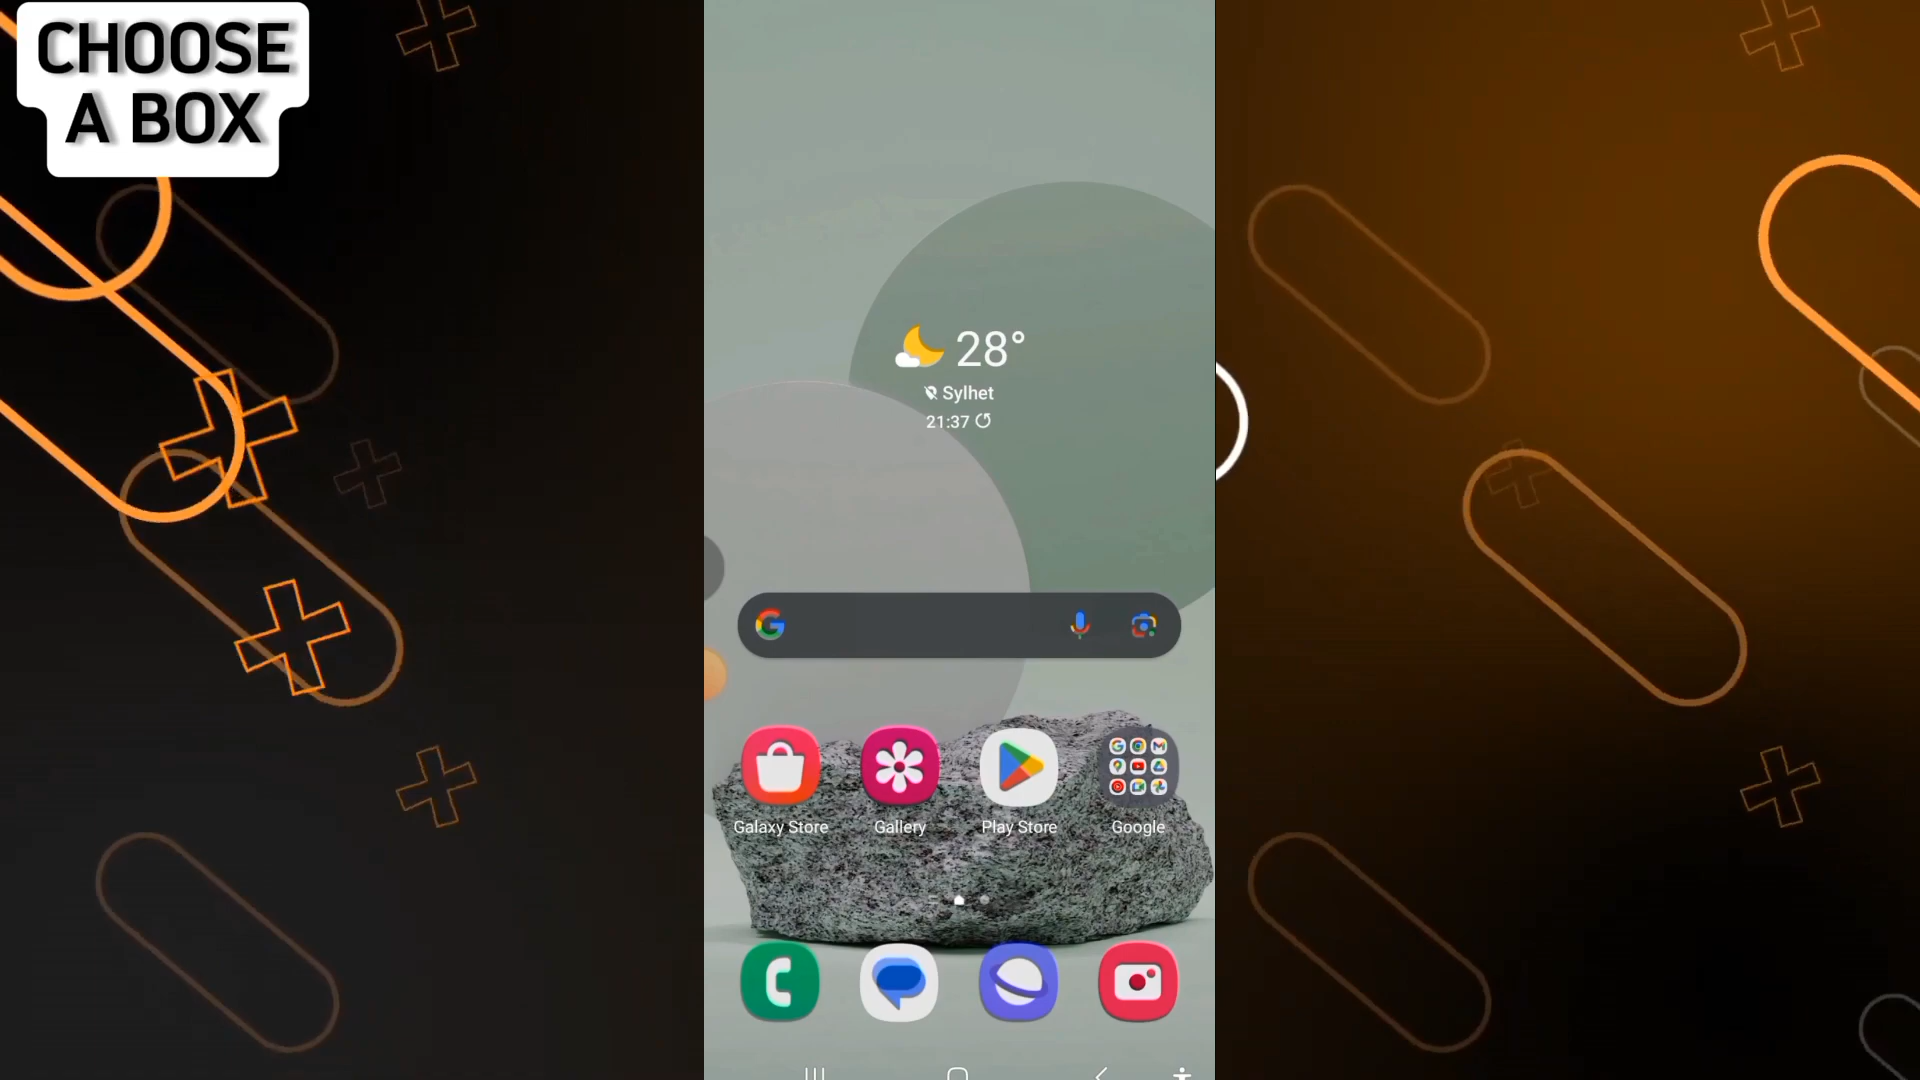 CHOOSE
A BOX
28°
Sylhet
21:37
Galaxy Store
Gallery
Play Store
Google